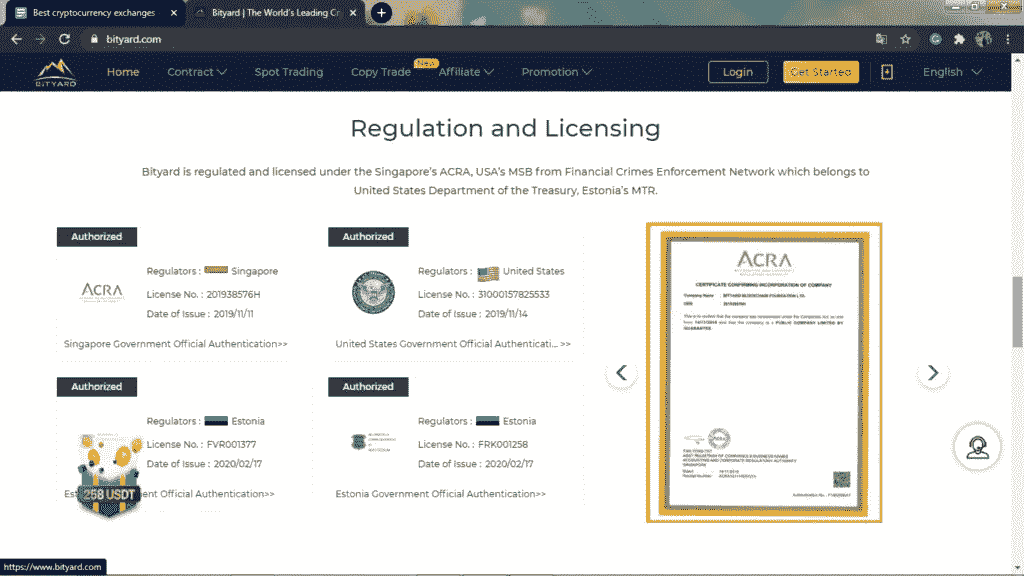 Best cryptocurrency exchanges
Bityard | The World's Leading Cr
bityard.com
BITYARD
Home
Contract
Spot Trading
Copy Trade
New
Affiliate
Promotion
Login
Get Started
English
Regulation and Licensing
Bityard is regulated and licensed under the Singapore's ACRA, USA's MSB from Financial Crimes Enforcement Network which belongs to
United States Department of the Treasury, Estonia's MTR.
Authorized
ACRA
Regulators : Singapore
License No. : 201938576H
Date of Issue : 2019/11/11
Singapore Government Official Authentication>>
Authorized
Regulators : United States
License No. : 31000157825533
Date of Issue : 2019/11/14
United States Government Official Authenticati... >>
Authorized
Regulators : Estonia
License No. : FVR001377
Date of Issue : 2020/02/17
Est ent Official Authentication>>
258 USDT
Authorized
Regulators : Estonia
License No. : FRK001258
Date of Issue : 2020/02/17
Estonia Government Official Authentication>>
ACRA
CERTIFICATE CONFIRMING INCORPORATION OF COMPANY
https://www.bityard.com